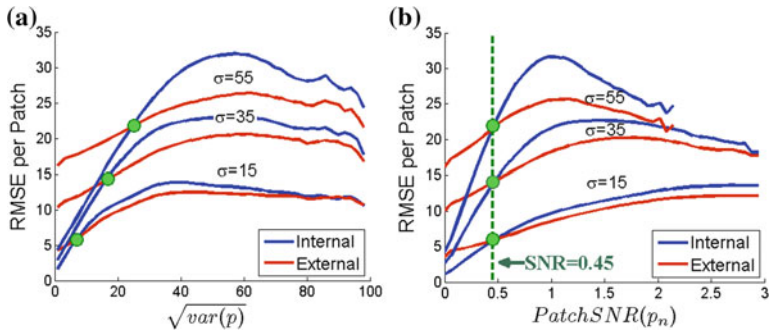 (a)
35
30
25
20
15
10
5
0
RMSE per Patch
σ=55
σ=35
σ=15
Internal
External
0 20 40 60 80 100
√var(p)
(b)
35
30
25
20
15
10
5
0
RMSE per Patch
σ=55
σ=35
σ=15
Internal
External
SNR=0.45
0 0.5 1 1.5 2 2.5 3
PatchSNR(pₙ)